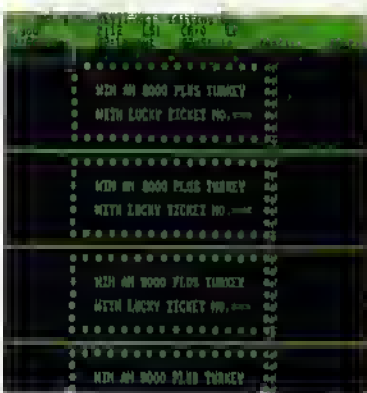 WIN AN 8000 PLUS TURKEY
WITH LUCKY TICKET NO.===
WIN AN 8000 PLUS TURKEY
WITH LUCKY TICKET NO.===
WIN AN 8000 PLUS TURKEY
WITH LUCKY TICKET NO.===
WIN AN 8000 PLUS TURKEY